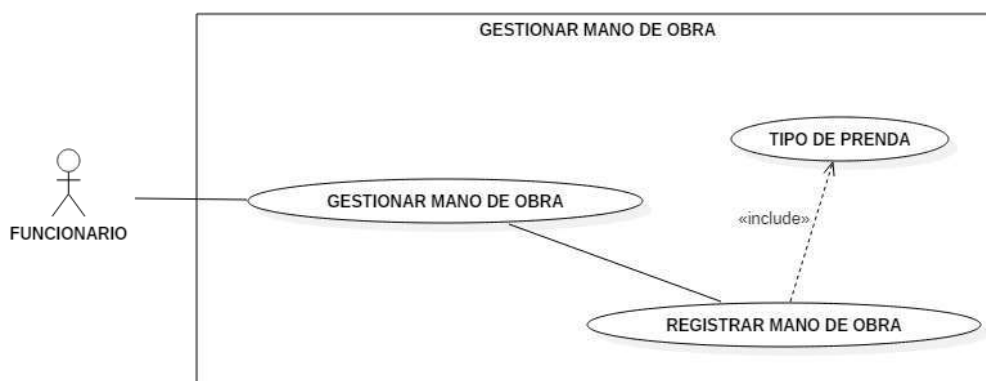 GESTIONAR MANO DE OBRA
TIPO DE PRENDA
GESTIONAR MANO DE OBRA
«include»
FUNCIONARIO
REGISTRAR MANO DE OBRA